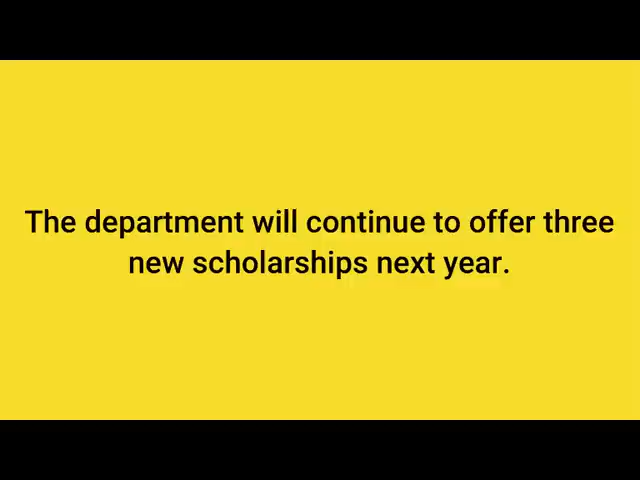 The department will continue to offer three
new scholarships next year.